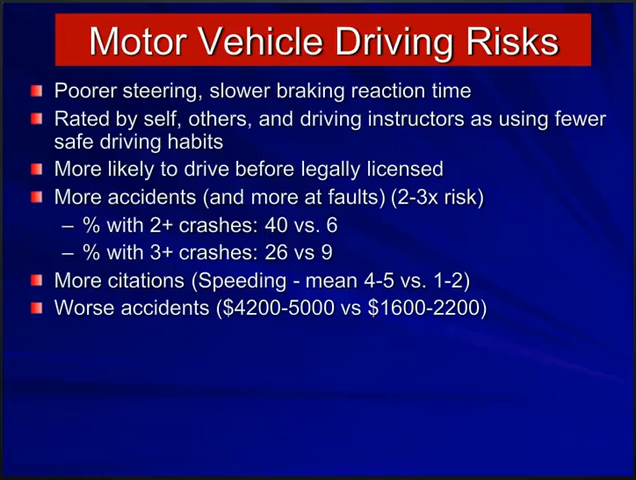 Motor Vehicle Driving Risks
Poorer steering, slower braking reaction time
Rated by self, others, and driving instructors as using fewer
safe driving habits
More likely to drive before legally licensed
More accidents (and more at faults) (2-3x risk)
– % with 2+ crashes: 40 vs. 6
– % with 3+ crashes: 26 vs 9
More citations (Speeding - mean 4-5 vs. 1-2)
Worse accidents ($4200-5000 vs $1600-2200)